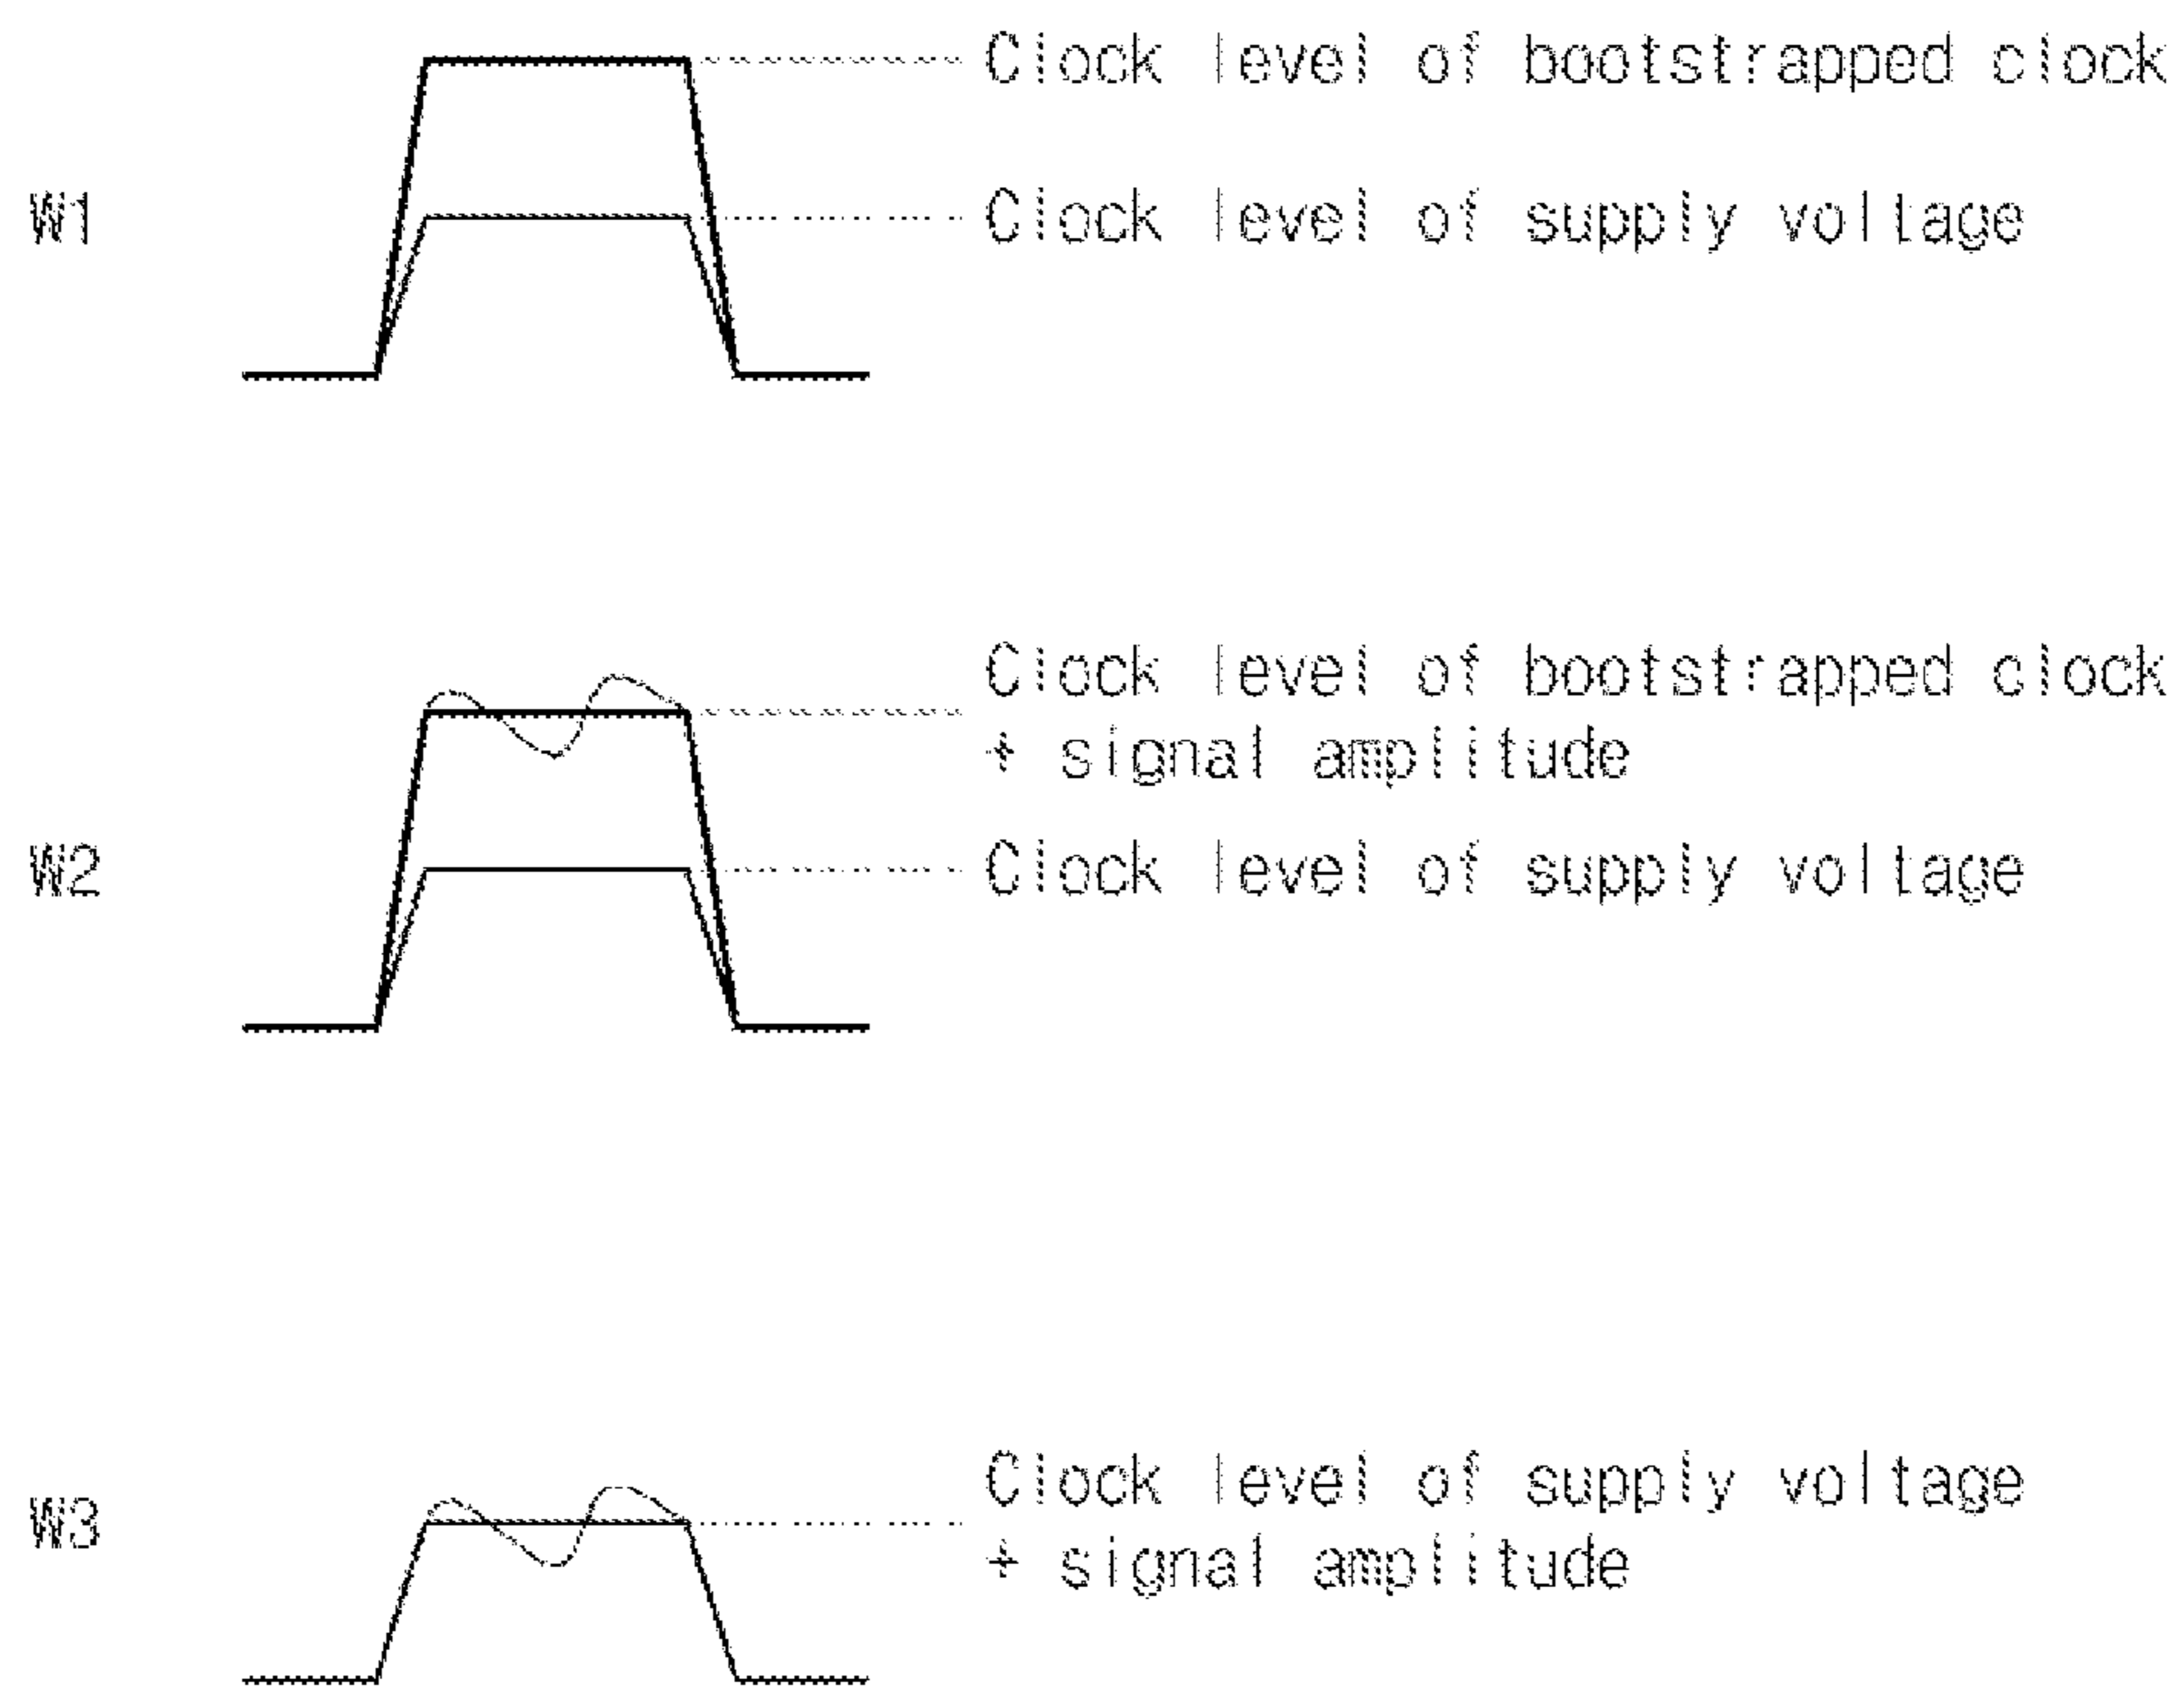 Clock level of bootstrapped clock
W1
Clock level of supply voltage
Clock level of bootstrapped clock
+ signal amplitude
W2
Clock level of supply voltage
Clock level of supply voltage
W3
+ signal amplitude